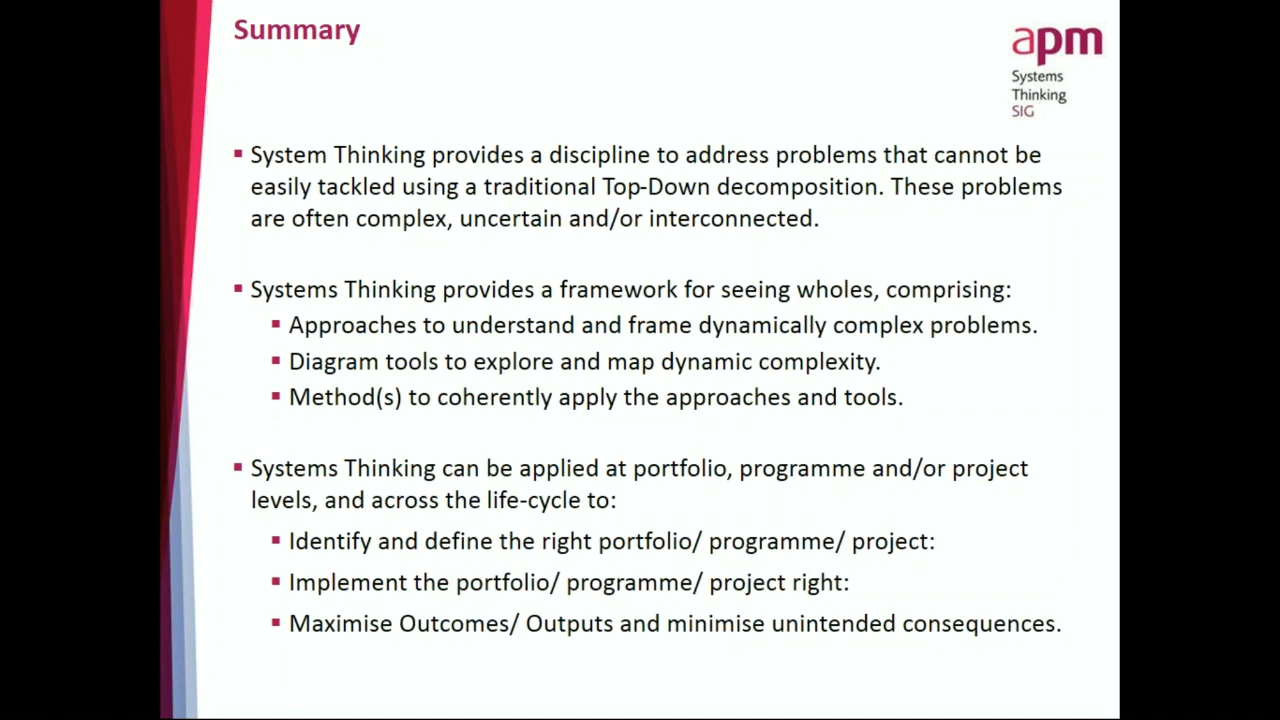 Summary
apm
Systems
Thinking
SIG
▪ System Thinking provides a discipline to address problems that cannot be
easily tackled using a traditional Top-Down decomposition. These problems
are often complex, uncertain and/or interconnected.
▪ Systems Thinking provides a framework for seeing wholes, comprising:
▪ Approaches to understand and frame dynamically complex problems.
▪ Diagram tools to explore and map dynamic complexity.
▪ Method(s) to coherently apply the approaches and tools.
▪ Systems Thinking can be applied at portfolio, programme and/or project
levels, and across the life-cycle to:
▪ Identify and define the right portfolio/ programme/ project:
▪ Implement the portfolio/ programme/ project right:
▪ Maximise Outcomes/ Outputs and minimise unintended consequences.